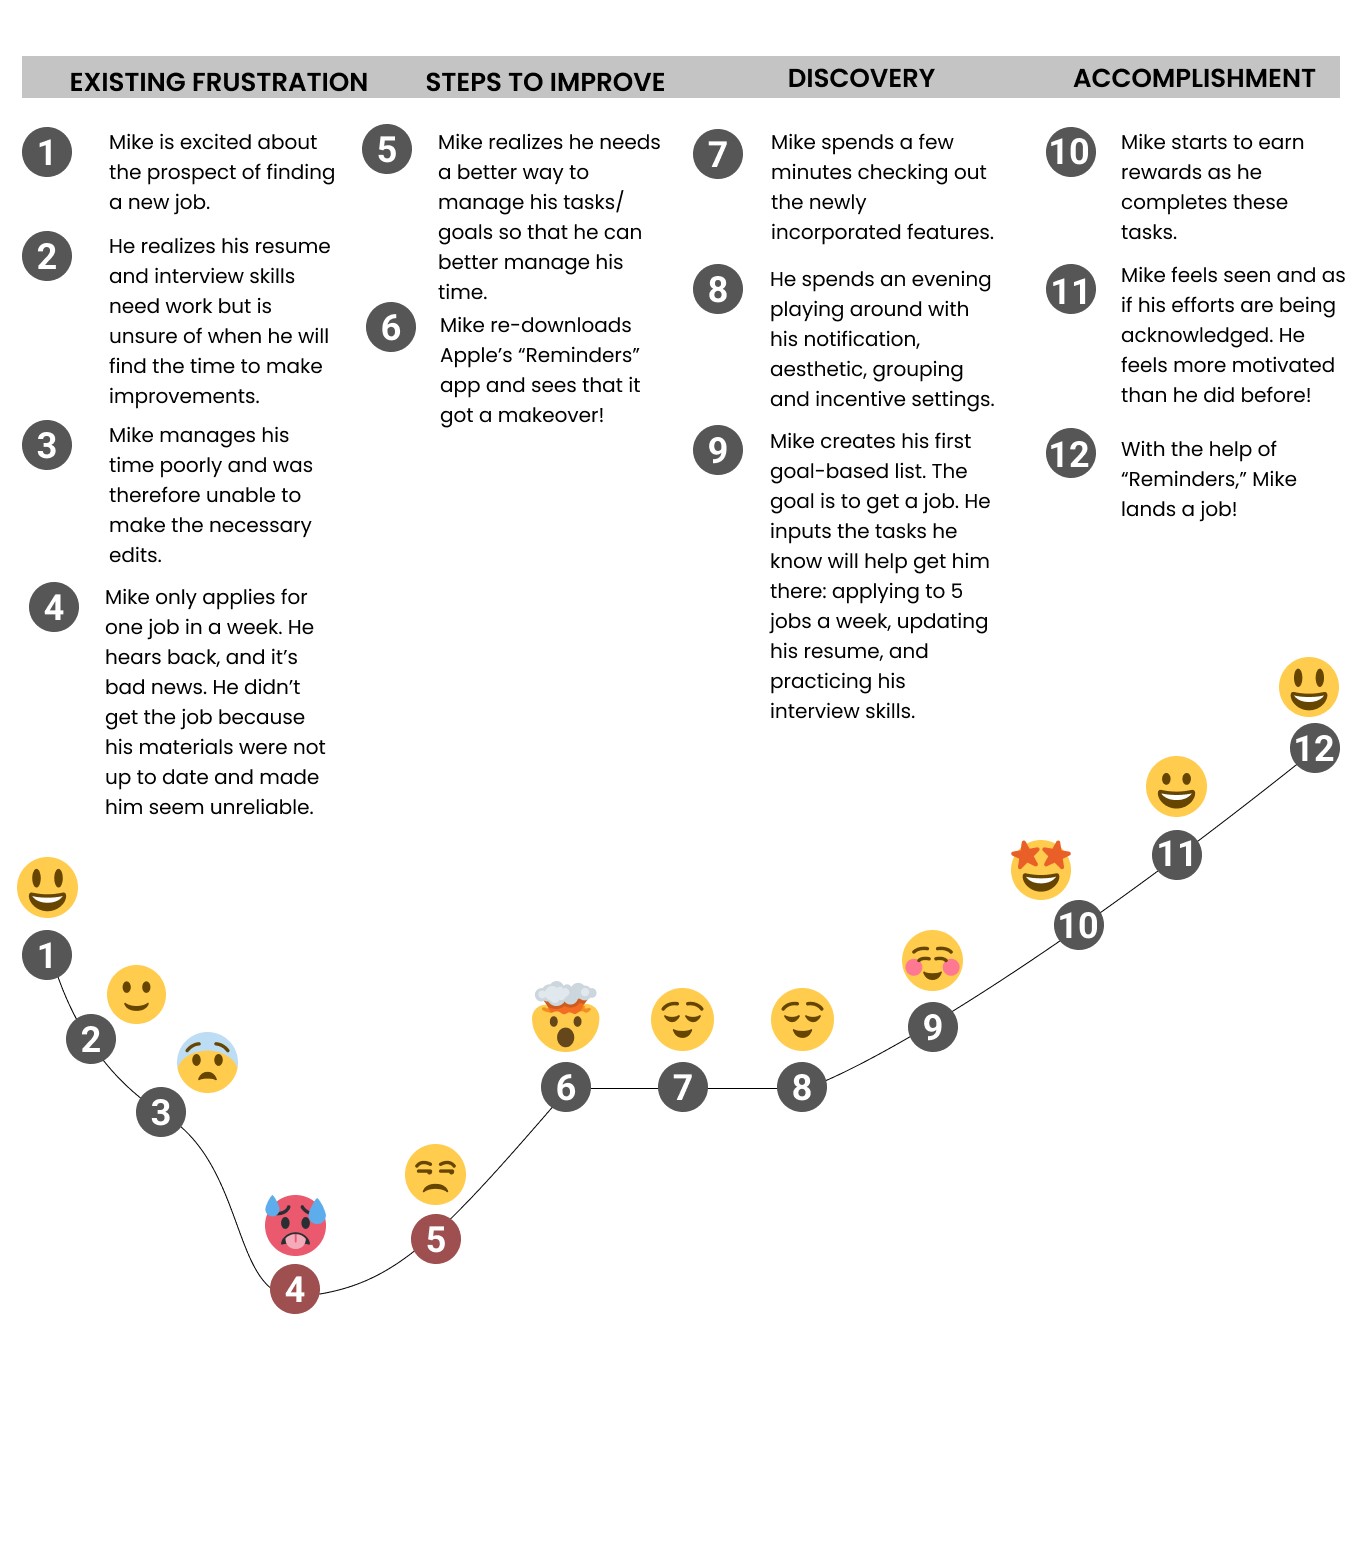 EXISTING FRUSTRATION
STEPS TO IMPROVE
DISCOVERY
ACCOMPLISHMENT
1
Mike is excited about
the prospect of finding
a new job.
2
He realizes his resume
and interview skills
need work but is
unsure of when he will
find the time to make
improvements.
3
Mike manages his
time poorly and was
therefore unable to
make the necessary
edits.
4
Mike only applies for
one job in a week. He
hears back, and it’s
bad news. He didn’t
get the job because
his materials were not
up to date and made
him seem unreliable.
5
Mike realizes he needs
a better way to
manage his tasks/
goals so that he can
better manage his
time.
6
Mike re-downloads
Apple’s “Reminders”
app and sees that it
got a makeover!
7
Mike spends a few
minutes checking out
the newly
incorporated features.
8
He spends an evening
playing around with
his notification,
aesthetic, grouping
and incentive settings.
9
Mike creates his first
goal-based list. The
goal is to get a job. He
inputs the tasks he
know will help get him
there: applying to 5
jobs a week, updating
his resume, and
practicing his
interview skills.
10
Mike starts to earn
rewards as he
completes these
tasks.
11
Mike feels seen and as
if his efforts are being
acknowledged. He
feels more motivated
than he did before!
12
With the help of
“Reminders,” Mike
lands a job!
1
2
3
4
5
6
7
8
9
10
11
12